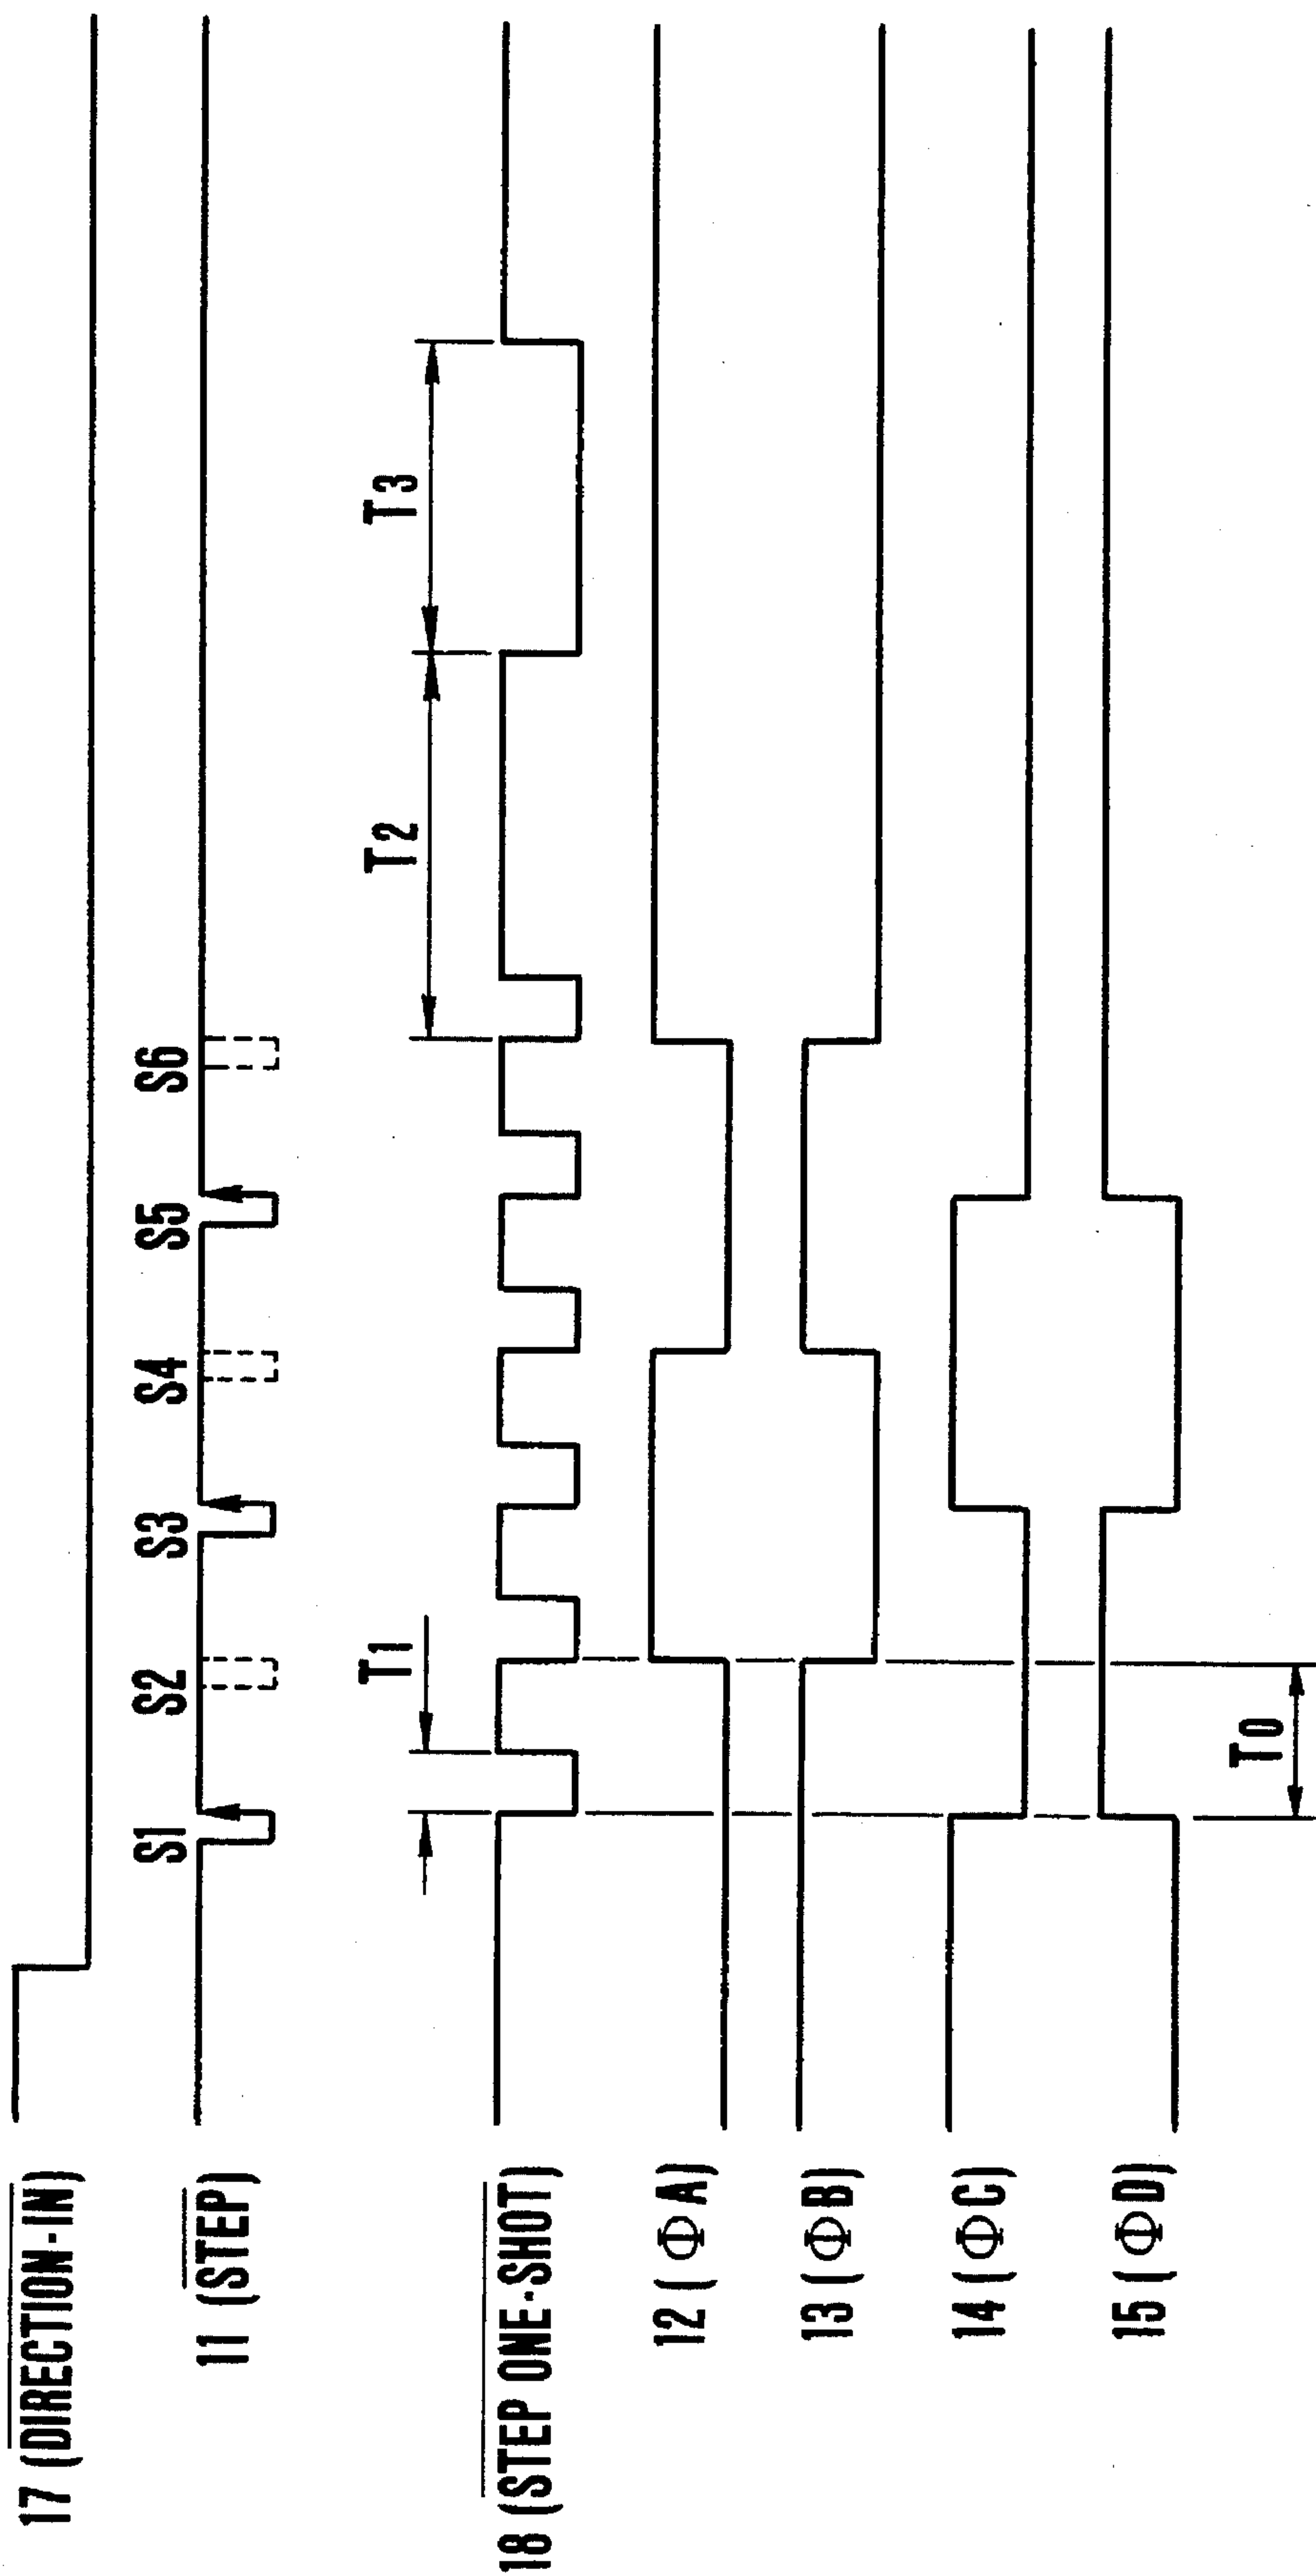 17 (DIRECTION-IN)
11 (STEP)
S1 S2 S3 S4 S5 S6
T1 T2 T3
18 (STEP ONE-SHOT)
12 (ΦA)
13 (ΦB)
14 (ΦC)
15 (ΦD)
T0